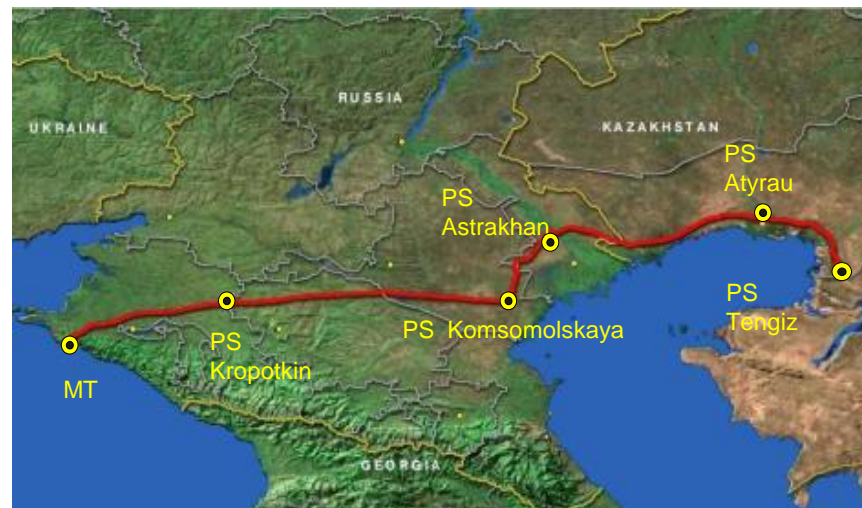 RUSSIA
UKRAINE
KAZAKHSTAN
PS
Atyrau
PS
Astrakhan
PS
Tengiz
PS Komsomolskaya
PS
Kropotkin
MT
GEORGIA